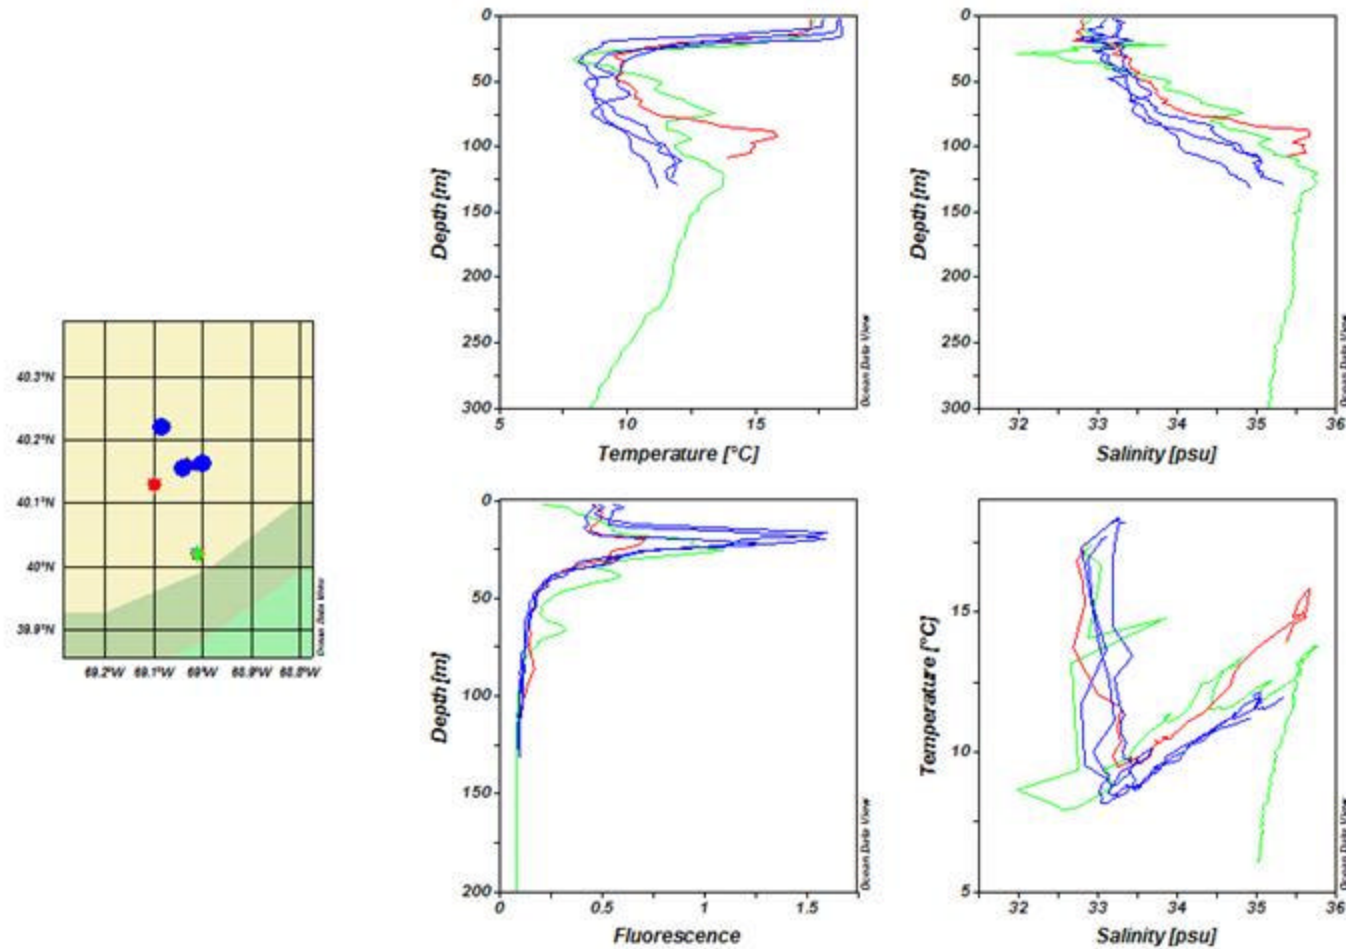 0
50
100
150
200
250
300
Depth [m]
5
10
15
Temperature [°C]
Ocean Data View
0
50
100
150
200
250
300
Depth [m]
32
33
34
35
36
Salinity [psu]
Ocean Data View
40.3°N
40.2°N
40.1°N
40°N
39.9°N
69.2°W
69.1°W
69°W
68.9°W
68.8°W
Ocean Data View
0
50
100
150
200
Depth [m]
0
0.5
1
1.5
Fluorescence
Ocean Data View
15
10
5
Temperature [°C]
32
33
34
35
36
Salinity [psu]
Ocean Data View